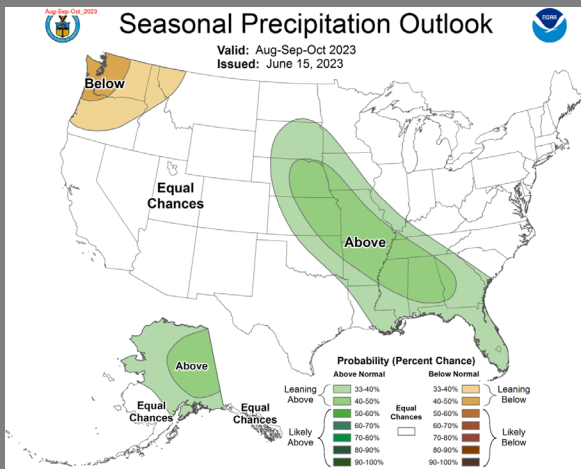 Aug-Sep-Oct_2023
Seasonal Precipitation Outlook
NOAA
Valid: Aug-Sep-Oct 2023
Issued: June 15, 2023
Below
Equal
Chances
Above
Above
Equal
Chances
Equal
Chances
Probability (Percent Chance)
Above Normal
Below Normal
Leaning
Above
33-40%
40-50%
Likely
Above
50-60%
60-70%
70-80%
80-90%
90-100%
Equal
Chances
33-40%
40-50%
Leaning
Below
50-60%
60-70%
70-80%
80-90%
90-100%
Likely
Below